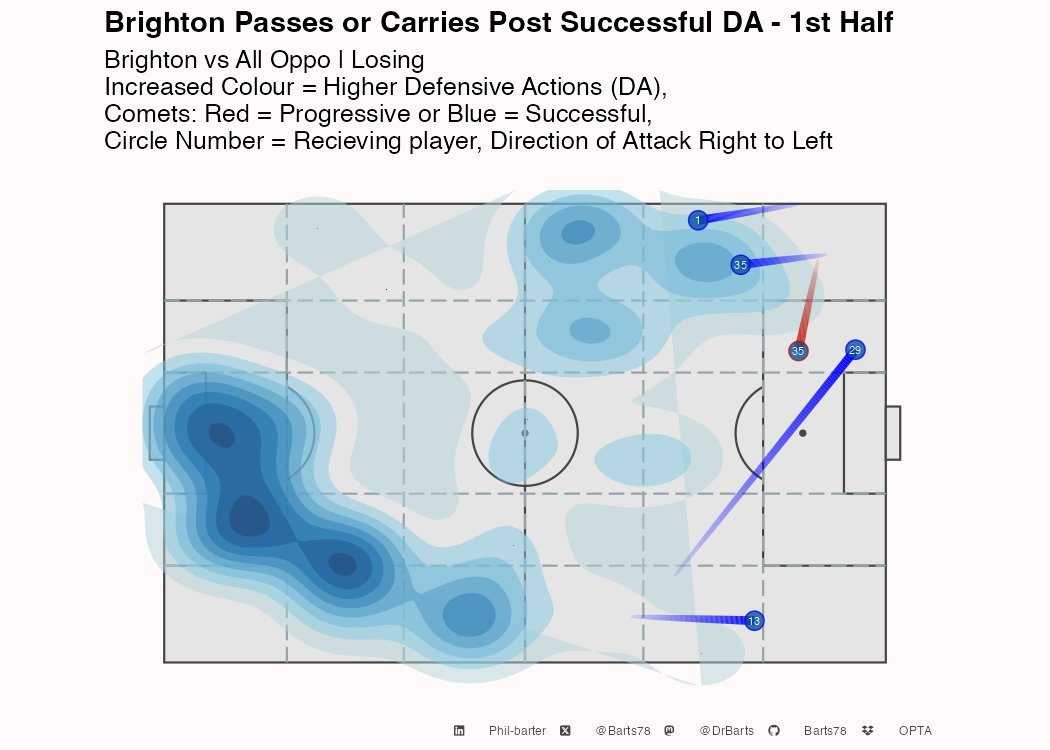 Brighton Passes or Carries Post Successful DA - 1st Half
Brighton vs All Oppo | Losing
Increased Colour = Higher Defensive Actions (DA),
Comets: Red = Progressive or Blue = Successful,
Circle Number = Recieving player, Direction of Attack Right to Left
1
35
35
29
13
Phil-barter @Barts78 @DrBarts Barts78 OPTA